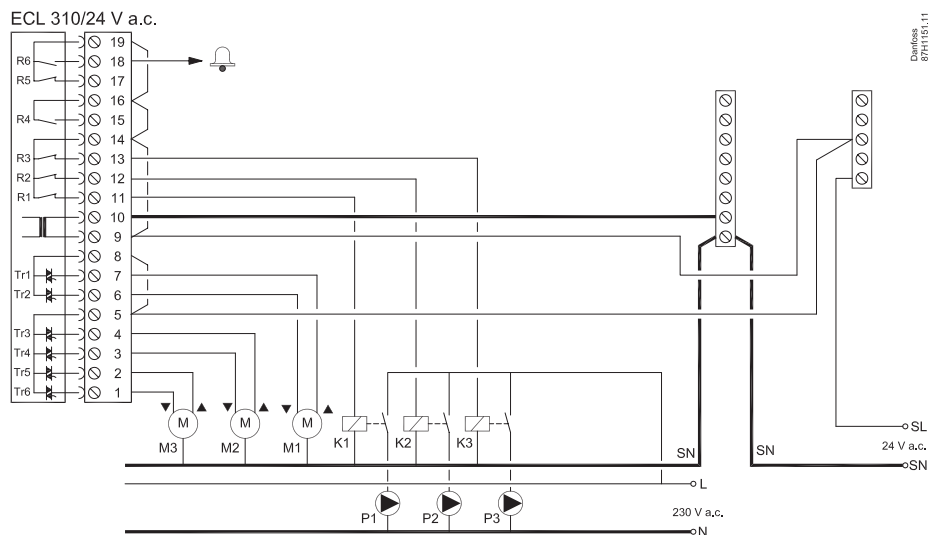 ECL 310/24 V a.c.
Danfoss
87H1151.11
19
R6 18
R5 17
16
R4 15
14
R3 13
R2 12
R1 11
10
9
8
Tr1 7
Tr2 6
5
Tr3 4
Tr4 3
Tr5 2
Tr6 1
M M M
M3 M2 M1 K1 K2 K3
SL
24 V a.c.
SN SN SN
L
P1 P2 P3
230 V a.c.
N